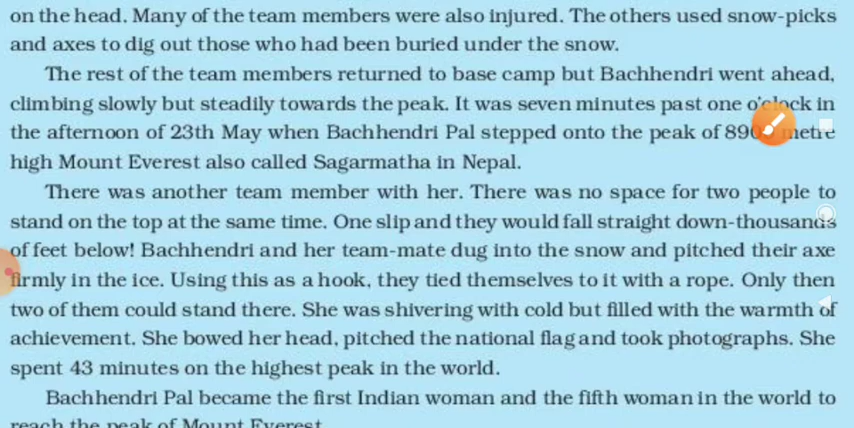 on the head. Many of the team members were also injured. The others used snow-picks
and axes to dig out those who had been buried under the snow.
The rest of the team members returned to base camp but Bachhendri went ahead,
climbing slowly but steadily towards the peak. It was seven minutes past one o'clock in
the afternoon of 23th May when Bachhendri Pal stepped onto the peak of metre
high Mount Everest also called Sagarmatha in Nepal.
There was another team member with her. There was no space for two people to
stand on the top at the same time. One slip and they would fall straight down-thousands
of feet below! Bachhendri and her team-mate dug into the snow and pitched their axe
firmly in the ice. Using this as a hook, they tied themselves to it with a rope. Only then
two of them could stand there. She was shivering with cold but filled with the warmth of
achievement. She bowed her head, pitched the national flag and took photographs. She
spent 43 minutes on the highest peak in the world.
Bachhendri Pal became the first Indian woman and the fifth woman in the world to
reach the peak of Mount Everest.